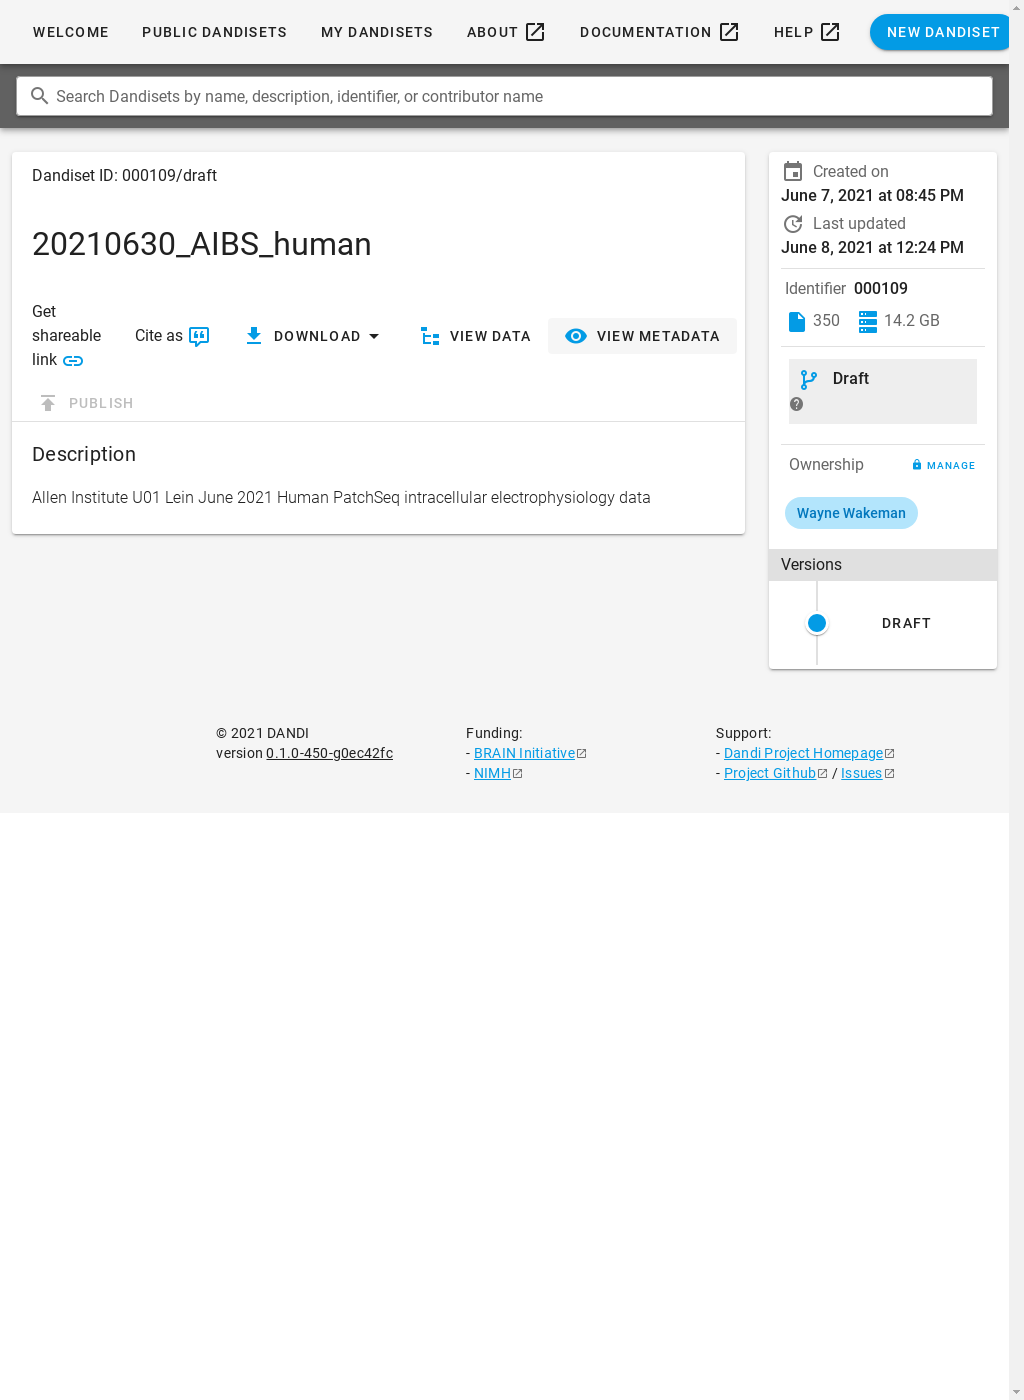 WELCOME PUBLIC DANDISETS MY DANDISETS ABOUT DOCUMENTATION HELP NEW DANDISET
Search Dandisets by name, description, identifier, or contributor name
Dandiset ID: 000109/draft
20210630_AIBS_human
Get
shareable
link
Cite as
DOWNLOAD
VIEW DATA
VIEW METADATA
PUBLISH
Description
Allen Institute U01 Lein June 2021 Human PatchSeq intracellular electrophysiology data
Created on
June 7, 2021 at 08:45 PM
Last updated
June 8, 2021 at 12:24 PM
Identifier 000109
350 14.2 GB
Draft
Ownership MANAGE
Wayne Wakeman
Versions
DRAFT
© 2021 DANDI
version 0.1.0-450-g0ec42fc
Funding:
- BRAIN Initiative
- NIMH
Support:
- Dandi Project Homepage
- Project Github / Issues